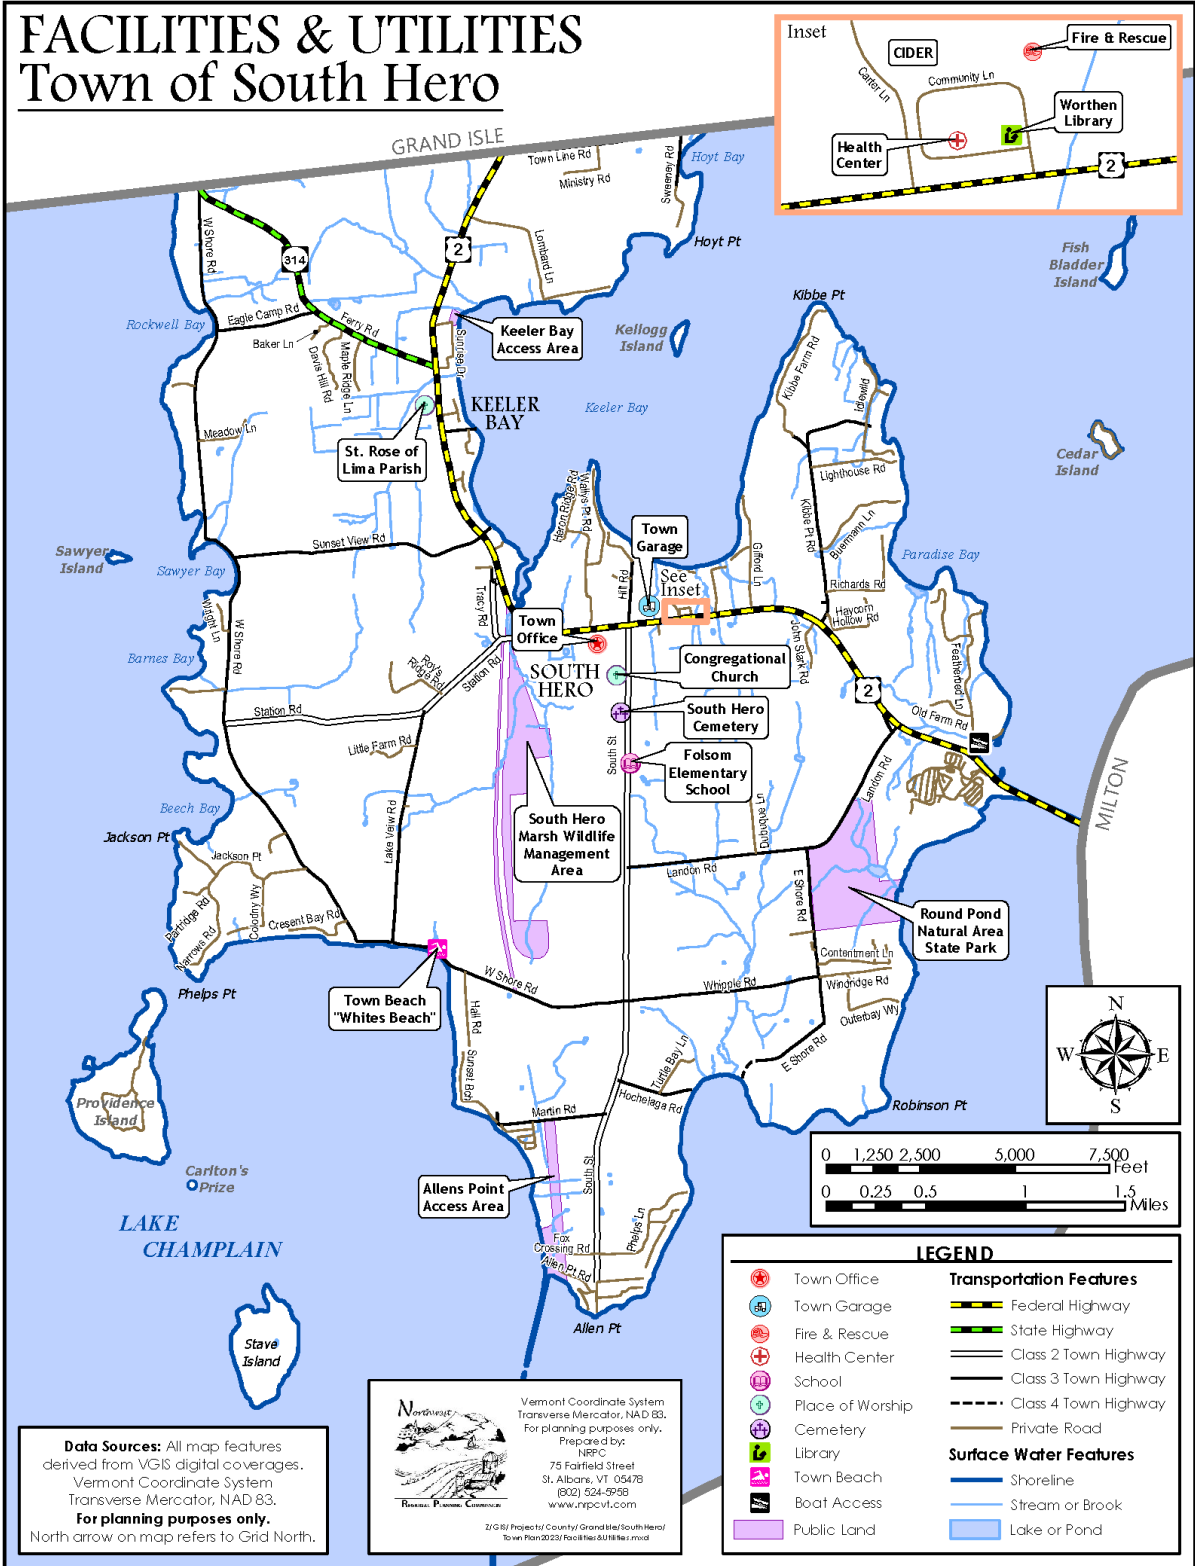 FACILITIES & UTILITIES
Town of South Hero
Inset
CIDER
Fire & Rescue
Carter Ln
Community Ln
Worthen
Library
Health
Center
2
GRAND ISLE
Town Line Rd
Ministry Rd
Sweeney Rd
Hoyt Bay
Hoyt Pt
W Shore Rd
314
2
Lombard Ln
Fish
Bladder
Island
Kibbe Pt
Rockwell Bay
Eagle Camp Rd
Ferry Rd
Baker Ln
Davis Hill Rd
Maple Ridge Ln
Sunrise Dr
Keeler Bay
Access Area
Kellogg
Island
Kibbe Farm Rd
Idlewild
KEELER
BAY
Keeler Bay
Meadow Ln
St. Rose of
Lima Parish
Cedar
Island
Lighthouse Rd
Heron Ridge Rd
Wallys Pt Rd
Kibbe Pt Rd
Buermann Ln
Town
Garage
Sunset View Rd
Sawyer
Island
Sawyer Bay
Gifford Ln
Paradise Bay
See
Inset
Hill Rd
Richards Rd
Tracy Rd
Wright Ln
W Shore Rd
Haycorn
Hollow Rd
Town
Office
John Stark Rd
Barnes Bay
Roy's
Ridge Rd
Station Rd
SOUTH
HERO
Congregational
Church
Featherbed Ln
2
Station Rd
South Hero
Cemetery
Old Farm Rd
Little Farm Rd
South St
Folsom
Elementary
School
Landon Rd
MILTON
Beech Bay
Jackson Pt
Lake Veiw Rd
South Hero
Marsh Wildlife
Management
Area
Dubuque Ln
Jackson Pt
Landon Rd
E Shore Rd
Partridge Rd
Colodny Wy
Cresent Bay Rd
Narrows Rd
Round Pond
Natural Area
State Park
Contentment Ln
Phelps Pt
Town Beach
"Whites Beach"
W Shore Rd
Whipple Rd
Windridge Rd
Outerbay Wy
Hall Rd
Sunset Bch
Turtle Bay Ln
E Shore Rd
N
W
E
S
Providence
Island
Hochelaga Rd
Martin Rd
Robinson Pt
Carlton's
Prize
Allens Point
Access Area
South St
LAKE
CHAMPLAIN
Phelps Ln
Fox
Crossing Rd
Allen Pt Rd
Allen Pt
Stave
Island
0 1,250 2,500 5,000 7,500
Feet
0 0.25 0.5 1 1.5
Miles
LEGEND
Town Office
Town Garage
Fire & Rescue
Health Center
School
Place of Worship
Cemetery
Library
Town Beach
Boat Access
Public Land
Transportation Features
Federal Highway
State Highway
Class 2 Town Highway
Class 3 Town Highway
Class 4 Town Highway
Private Road
Surface Water Features
Shoreline
Stream or Brook
Lake or Pond
Data Sources: All map features
derived from VGIS digital coverages.
Vermont Coordinate System
Transverse Mercator, NAD 83.
For planning purposes only.
North arrow on map refers to Grid North.
Northwest
Regional Planning Commission
Vermont Coordinate System
Transverse Mercator, NAD 83.
For planning purposes only.
Prepared by:
NRPC
75 Fairfield Street
St. Albans, VT 05478
(802) 524-5958
www.nrpcvt.com
Z/GIS/Projects/County/GrandIsle/SouthHero/
Town Plan2023/Facilities&Utilities.mxd